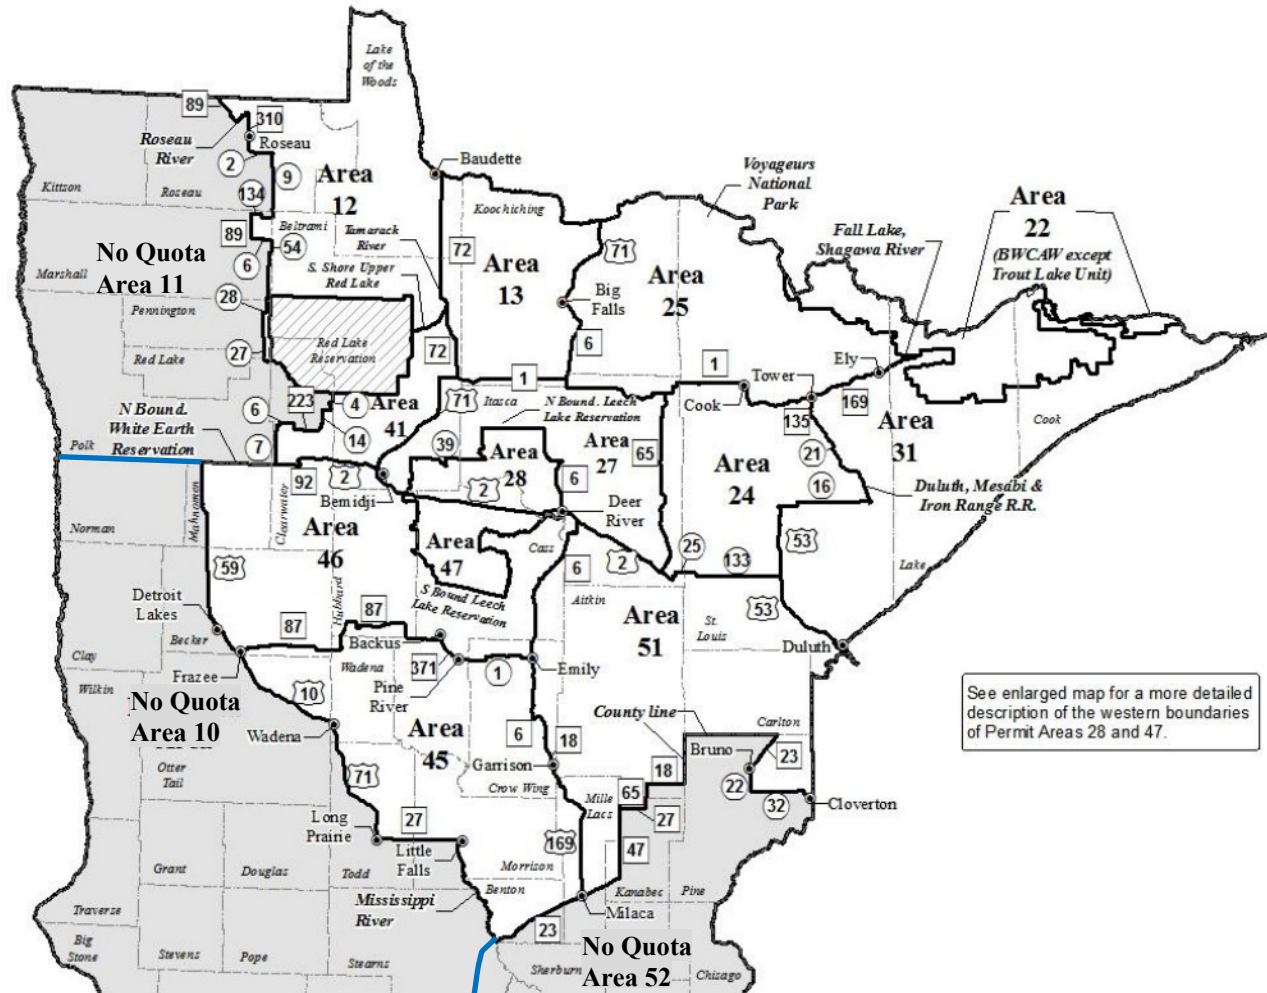 Lake
of the
Woods
89
310
Roseau
River
Roseau
2
9
Baudette
Voyageurs
National
Park
Kittson
Roseau
134
Area
12
Koochiching
Area
22
(BWCAW except
Trout Lake Unit)
Fall Lake,
Shagawa River
89
Beltrami
54
Tamarack
River
72
71
No Quota
Area 11
6
S. Shore Upper
Red Lake
Area
13
Area
25
Marshall
28
Big
Falls
Pennington
Red Lake
Reservation
27
Red Lake
72
6
1
Ely
Tower
1
71
Itasca
Cook
169
Cook
223
4
N Bound. Leech
Lake Reservation
135
Area
31
6
N Bound.
White Earth
Reservation
14
Area
41
39
Area
27
65
21
Polk
7
Area
28
Area
24
16
Duluth, Mesabi &
Iron Range R.R.
92
2
2
6
Bemidji
Deer
River
Mahnomen
Clearwater
Norman
Area
46
Area
47
Cass
25
133
53
59
6
2
Lake
Hubbard
S Bound Leech
Lake Reservation
Aitkin
Detroit
Lakes
87
87
Area
51
St.
Louis
53
Becker
Backus
Duluth
Clay
Frazee
Wadena
371
1
Emily
Wilkin
10
Pine
River
No Quota
Area 10
County line
Carlton
See enlarged map for a more detailed
description of the western boundaries
of Permit Areas 28 and 47.
Wadena
Area
45
6
18
Bruno
23
Otter
Tail
71
Garrison
18
Crow Wing
Mille
Lacs
65
22
32
Cloverton
Long
Prairie
27
27
Little
Falls
169
47
Grant
Douglas
Todd
Morrison
Mississippi
River
Benton
Kanabec
Pine
Traverse
Milaca
23
Big
Stone
Stevens
Pope
Stearns
No Quota
Area 52
Sherburn
Chisago